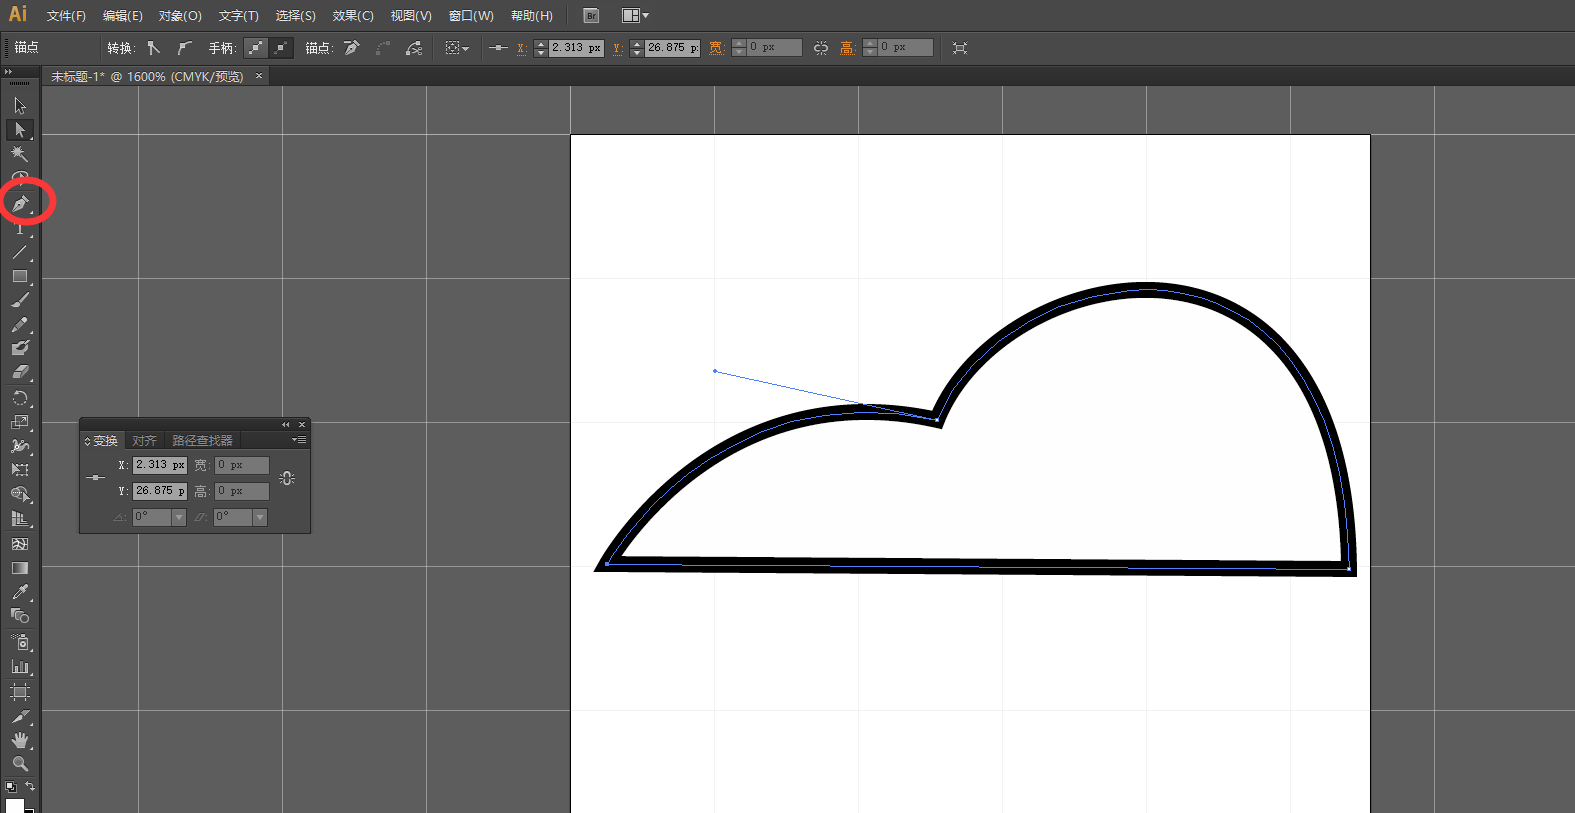 Ai 文件(F) 编辑(E) 对象(O) 文字(T) 选择(S) 效果(C) 视图(V) 窗口(W) 帮助(H) Br
锚点 转换: 手柄: 锚点: X: 2.313 px Y: 26.875 p: 宽: 0 px 高: 0 px
未标题-1* @ 1600% (CMYK/预览) ×
变换 对齐 路径查找器
X: 2.313 px 宽: 0 px
Y: 26.875 p 高: 0 px
0° 0°